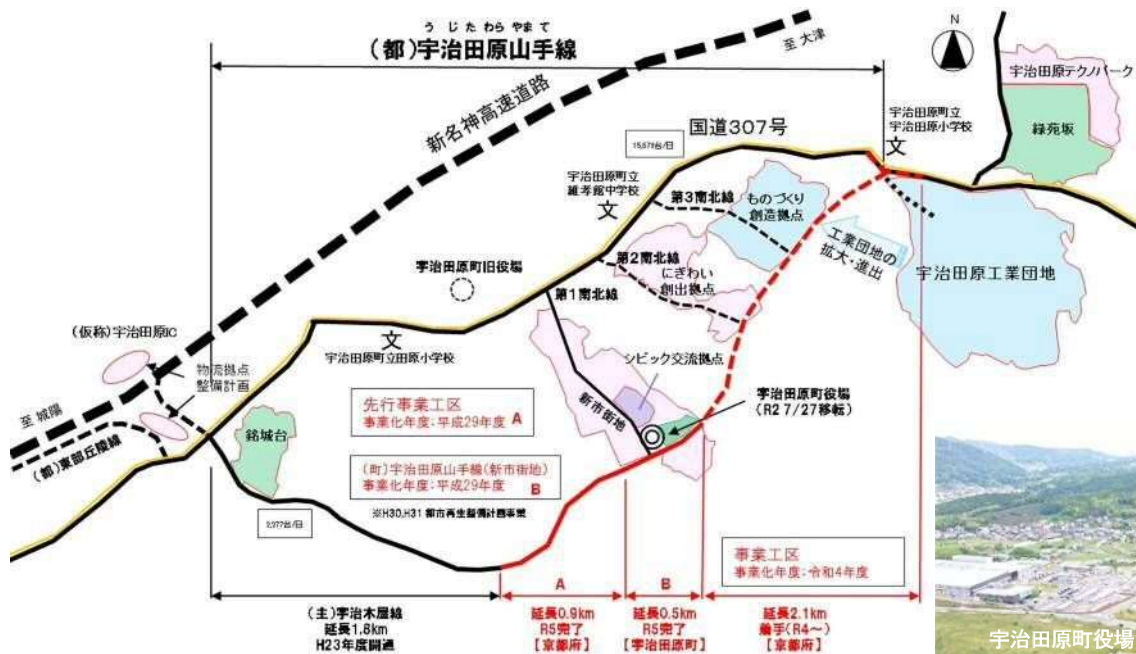 うじたわらやまて
(都)宇治田原山手線
至 大津
N
新名神高速道路
宇治田原テクノパーク
緑苑坂
宇治田原町立
宇治田原小学校
国道307号
宇治田原町立
維孝館中学校
文
文
第3南北線
ものづくり
創造拠点
工業団地の
拡大・進出
宇治田原工業団地
第2南北線
にぎわい
創出拠点
宇治田原町旧役場
第1南北線
(仮称)宇治田原IC
物流拠点
整備計画
文
宇治田原町立田原小学校
シビック交流拠点
宇治田原町役場
(R2 7/27移転)
新市街地
至 城陽
(都)東部丘陵線
銘城台
先行事業工区
事業化年度:平成29年度 A
(町)宇治田原山手線(新市街地)
事業化年度:平成29年度 B
※H30,H31 都市再生整備計画事業
事業工区
事業化年度:令和4年度
A
B
(主)宇治木屋線
延長1.8km
H23年度開通
延長0.9km
R5完了
【京都府】
延長0.5km
R5完了
【宇治田原町】
延長2.1km
着手(R4～)
【京都府】
宇治田原町役場